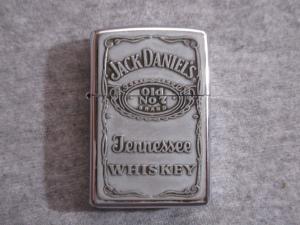 JACK DANIEL'S
Old
No. 7
BRAND
Tennessee
WHISKEY